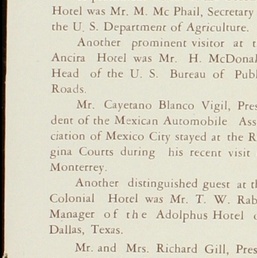 Hotel was Mr. M. Mc Phail, Secretary
the U. S. Department of Agriculture.
Another prominent visitor at t
Ancira Hotel was Mr. H. McDonal
Head of the U. S. Bureau of Publ
Roads.
Mr. Cayetano Blanco Vigil, Pres
dent of the Mexican Automobile Ass
ciation of Mexico City stayed at the R
gina Courts during his recent visit
Monterrey.
Another distinguished guest at th
Colonial Hotel was Mr. T. W. Rab
Manager of the Adolphus Hotel o
Dallas, Texas.
Mr. and Mrs. Richard Gill, Pres